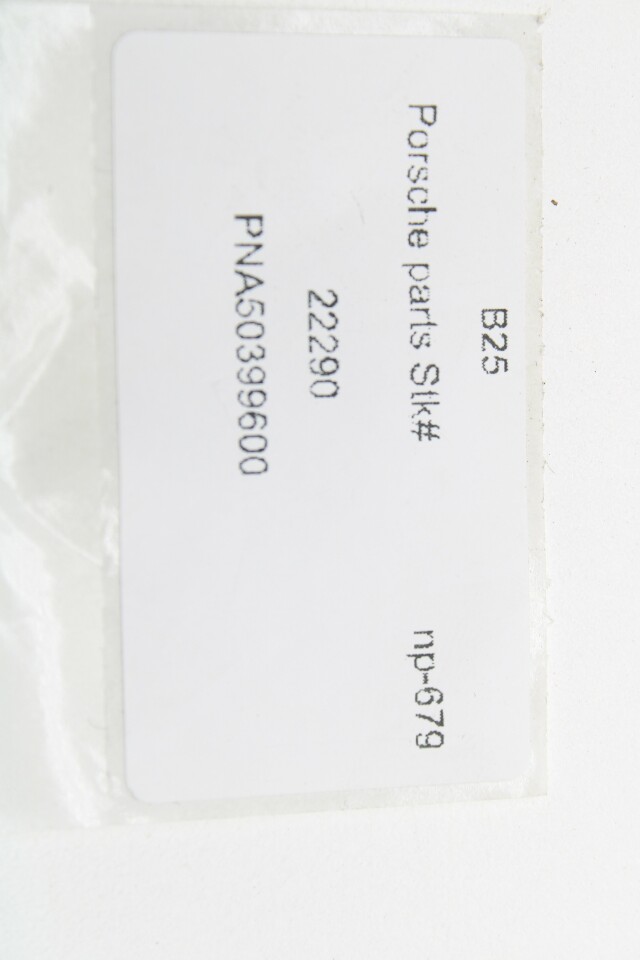 B25
Porsche parts Stk# np-679
22290
PNA50399600